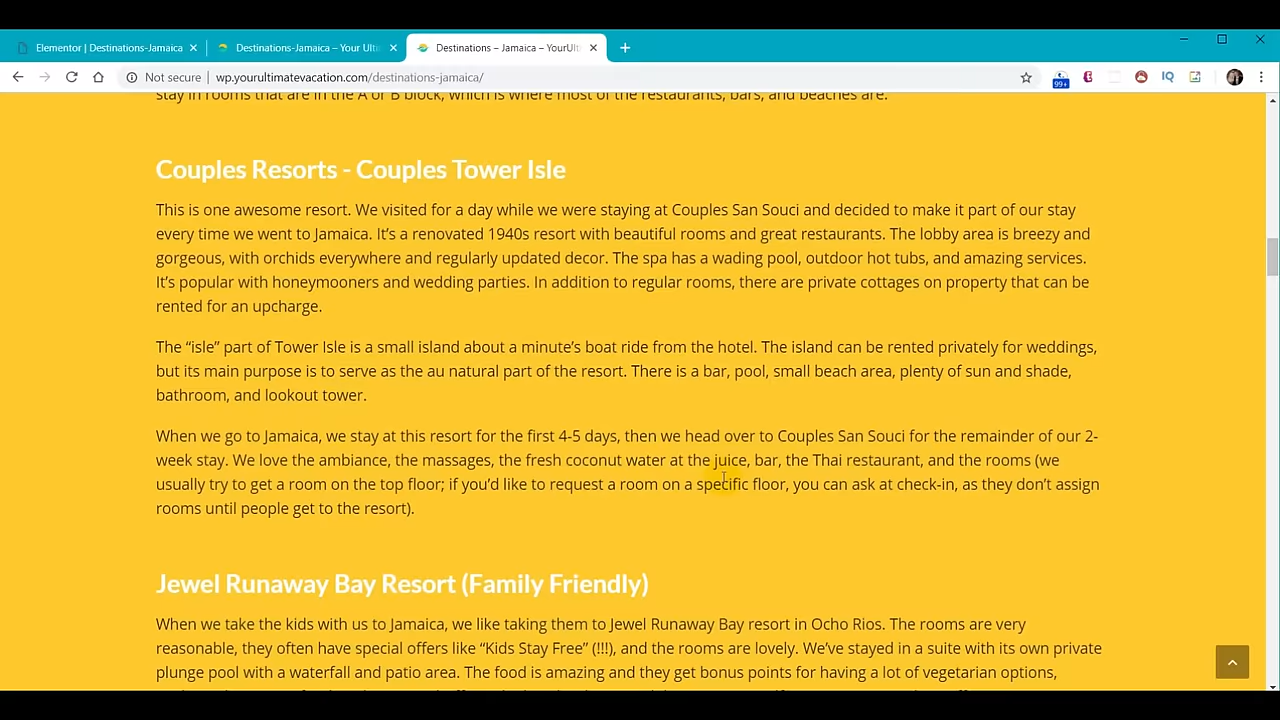 Elementor | Destinations-Jamaica
Destinations-Jamaica – Your Ulti
Destinations – Jamaica – YourUlt
Not secure
wp.yourultimatevacation.com/destinations-jamaica/
99+
IQ
stay in rooms that are in the A or B block, which is where most of the restaurants, bars, and beaches are.
Couples Resorts - Couples Tower Isle
This is one awesome resort. We visited for a day while we were staying at Couples San Souci and decided to make it part of our stay
every time we went to Jamaica. It’s a renovated 1940s resort with beautiful rooms and great restaurants. The lobby area is breezy and
gorgeous, with orchids everywhere and regularly updated decor. The spa has a wading pool, outdoor hot tubs, and amazing services.
It’s popular with honeymooners and wedding parties. In addition to regular rooms, there are private cottages on property that can be
rented for an upcharge.
The “isle” part of Tower Isle is a small island about a minute’s boat ride from the hotel. The island can be rented privately for weddings,
but its main purpose is to serve as the au natural part of the resort. There is a bar, pool, small beach area, plenty of sun and shade,
bathroom, and lookout tower.
When we go to Jamaica, we stay at this resort for the first 4-5 days, then we head over to Couples San Souci for the remainder of our 2-
week stay. We love the ambiance, the massages, the fresh coconut water at the juice, bar, the Thai restaurant, and the rooms (we
usually try to get a room on the top floor; if you’d like to request a room on a specific floor, you can ask at check-in, as they don’t assign
rooms until people get to the resort).
Jewel Runaway Bay Resort (Family Friendly)
When we take the kids with us to Jamaica, we like taking them to Jewel Runaway Bay resort in Ocho Rios. The rooms are very
reasonable, they often have special offers like “Kids Stay Free” (!!!), and the rooms are lovely. We’ve stayed in a suite with its own private
plunge pool with a waterfall and patio area. The food is amazing and they get bonus points for having a lot of vegetarian options,